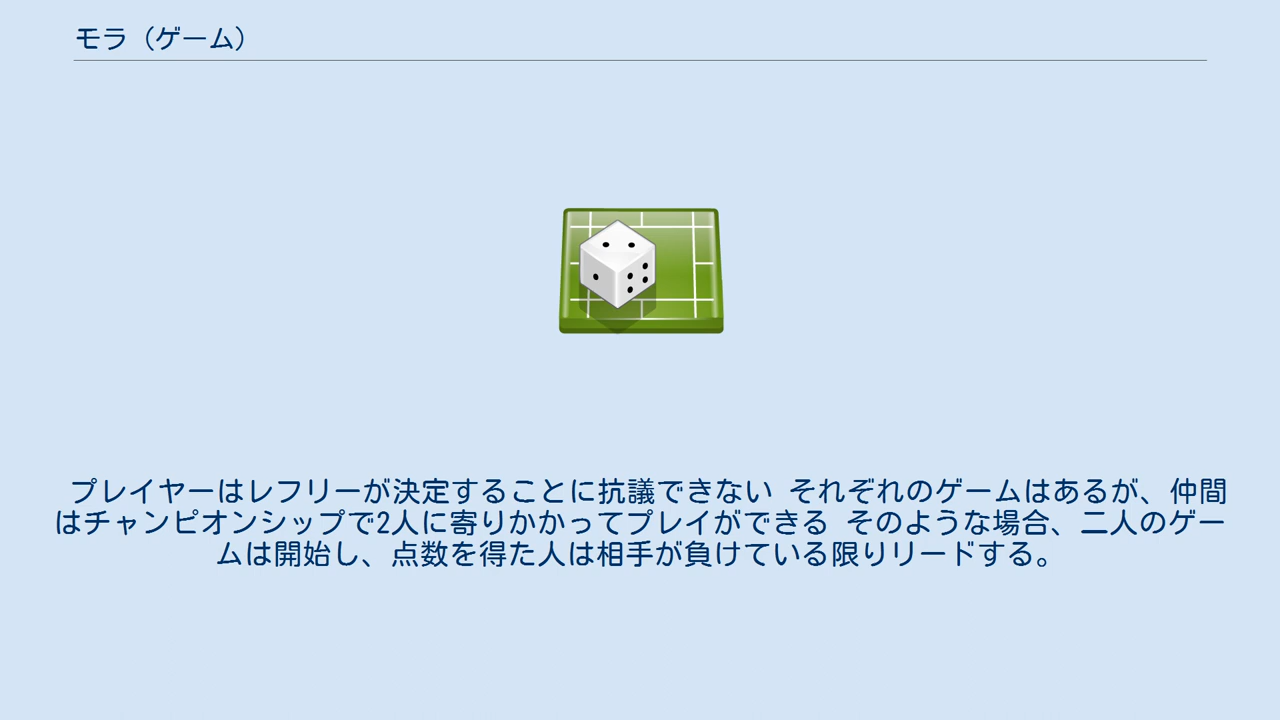 モラ（ゲーム）
プレイヤーはレフリーが決定することに抗議できない それぞれのゲームはあるが、仲間
はチャンピオンシップで2人に寄りかかってプレイができる そのような場合、二人のゲー
ムは開始し、点数を得た人は相手が負けている限りリードする。